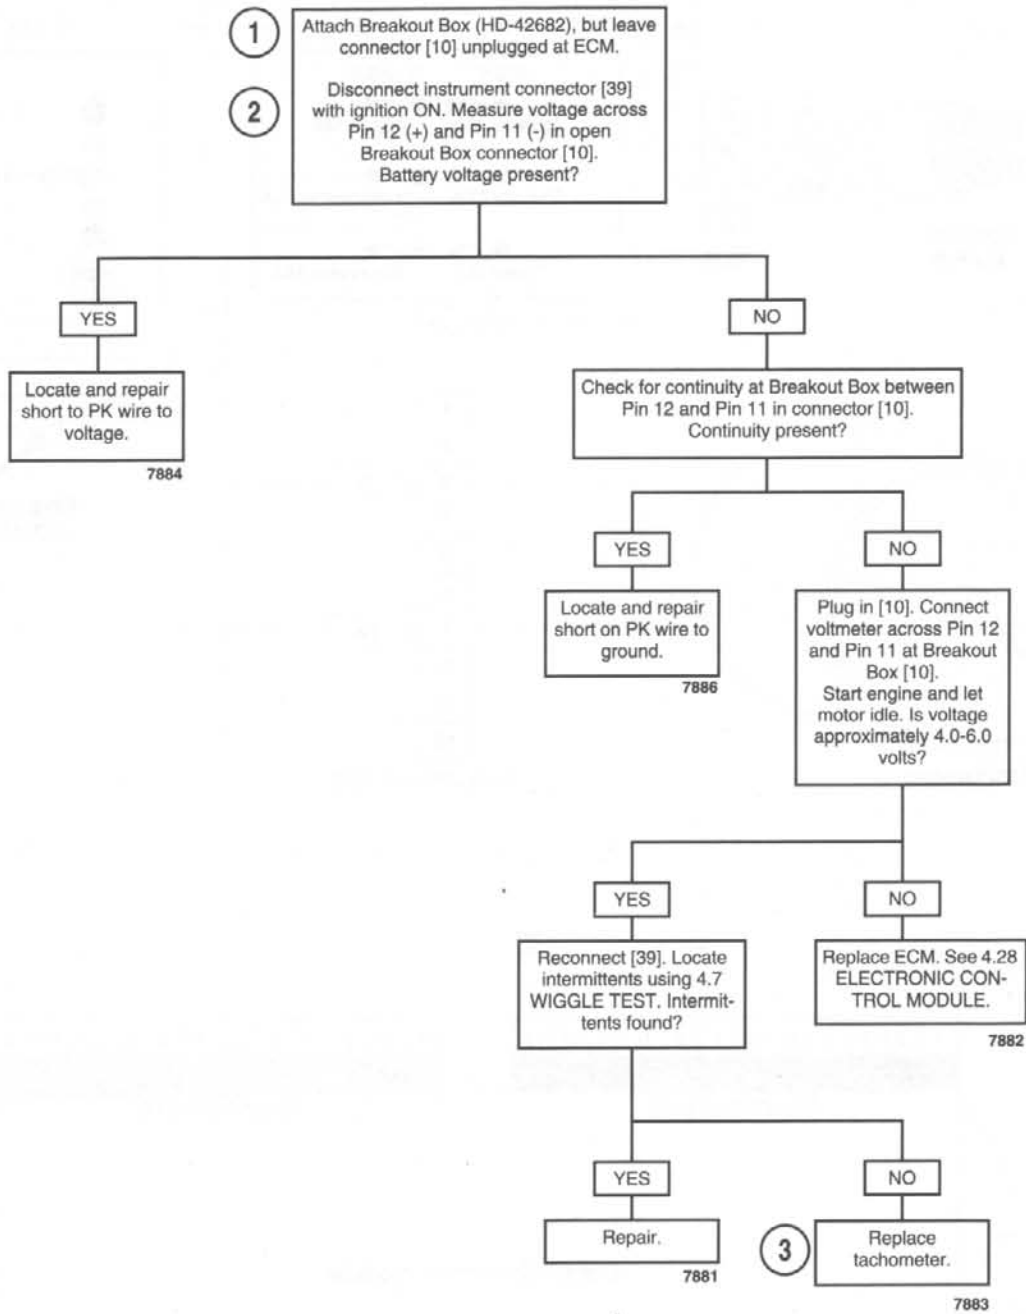 1
Attach Breakout Box (HD-42682), but leave
connector [10] unplugged at ECM.
2
Disconnect instrument connector [39]
with ignition ON. Measure voltage across
Pin 12 (+) and Pin 11 (-) in open
Breakout Box connector [10].
Battery voltage present?
YES
NO
Locate and repair
short to PK wire to
voltage.
7884
Check for continuity at Breakout Box between
Pin 12 and Pin 11 in connector [10].
Continuity present?
YES
NO
Locate and repair
short on PK wire to
ground.
7886
Plug in [10]. Connect
voltmeter across Pin 12
and Pin 11 at Breakout
Box [10].
Start engine and let
motor idle. Is voltage
approximately 4.0-6.0
volts?
YES
NO
Reconnect [39]. Locate
intermittents using 4.7
WIGGLE TEST. Intermit-
tents found?
Replace ECM. See 4.28
ELECTRONIC CON-
TROL MODULE.
7882
YES
NO
Repair.
7881
3
Replace
tachometer.
7883